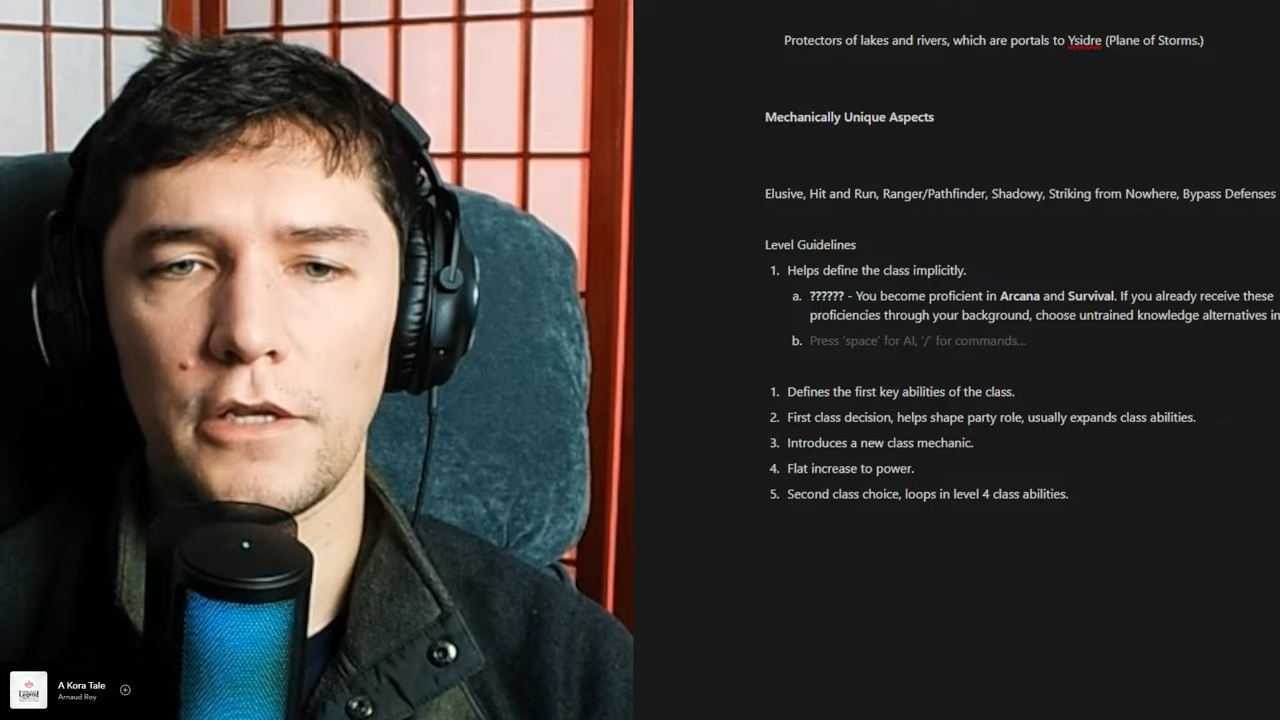 Protectors of lakes and rivers, which are portals to Ysidre (Plane of Storms.)
Mechanically Unique Aspects
Elusive, Hit and Run, Ranger/Pathfinder, Shadowy, Striking from Nowhere, Bypass Defenses
Level Guidelines
1. Helps define the class implicitly.
a. ?????? - You become proficient in Arcana and Survival. If you already receive these
proficiencies through your background, choose untrained knowledge alternatives in
b. Press 'space' for AI, '/' for commands...
1. Defines the first key abilities of the class.
2. First class decision, helps shape party role, usually expands class abilities.
3. Introduces a new class mechanic.
4. Flat increase to power.
5. Second class choice, loops in level 4 class abilities.
Legend
A Kora Tale
Arnaud Roy